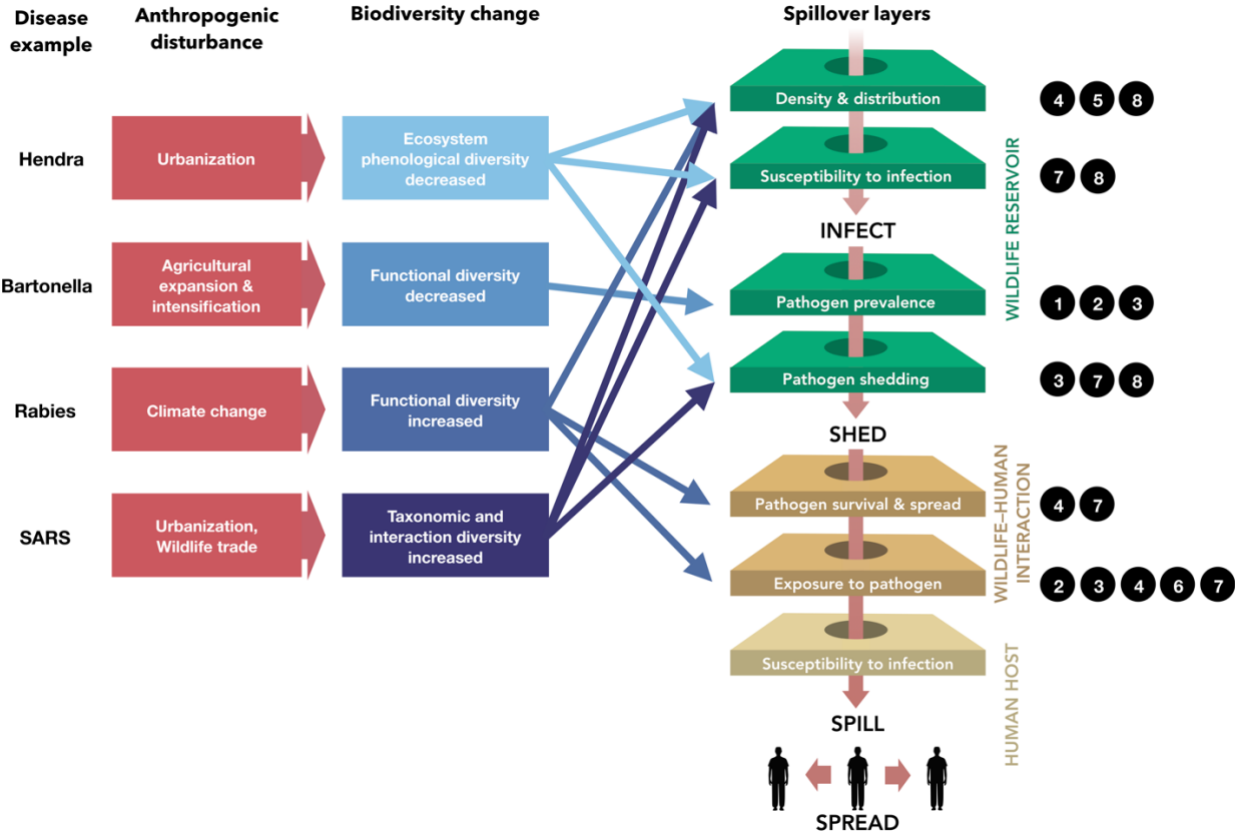 Disease
example
Anthropogenic
disturbance
Biodiversity change
Spillover layers
Hendra
Urbanization
Ecosystem
phenological diversity
decreased
Bartonella
Agricultural
expansion &
intensification
Functional diversity
decreased
Rabies
Climate change
Functional diversity
increased
SARS
Urbanization,
Wildlife trade
Taxonomic and
interaction diversity
increased
Density & distribution
4 5 8
Susceptibility to infection
7 8
INFECT
Pathogen prevalence
1 2 3
Pathogen shedding
3 7 8
WILDLIFE RESERVOIR
SHED
Pathogen survival & spread
4 7
Exposure to pathogen
2 3 4 6 7
WILDLIFE–HUMAN
INTERACTION
Susceptibility to infection
HUMAN HOST
SPILL
SPREAD